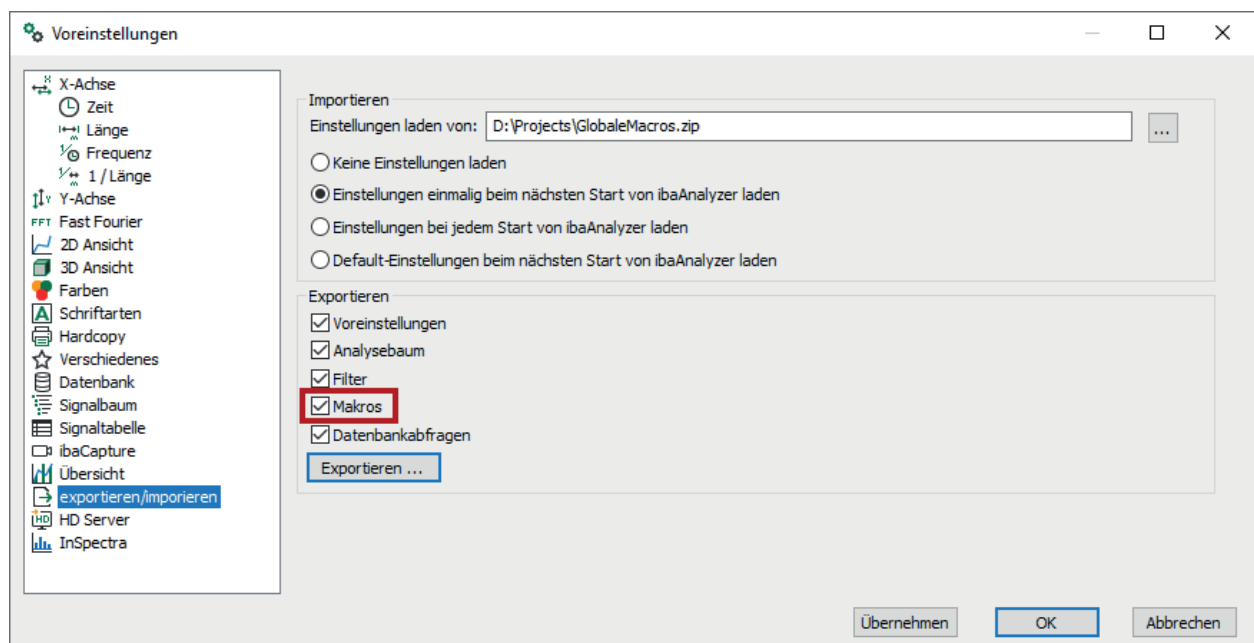 Voreinstellungen
X-Achse
Zeit
Länge
Frequenz
1 / Länge
Y-Achse
FFT Fast Fourier
2D Ansicht
3D Ansicht
Farben
A Schriftarten
Hardcopy
Verschiedenes
Datenbank
Signalbaum
Signaltabelle
ibaCapture
Übersicht
exportieren/imporieren
HD HD Server
InSpectra
Importieren
Einstellungen laden von: D:\Projects\GlobaleMacros.zip ...
Keine Einstellungen laden
Einstellungen einmalig beim nächsten Start von ibaAnalyzer laden
Einstellungen bei jedem Start von ibaAnalyzer laden
Default-Einstellungen beim nächsten Start von ibaAnalyzer laden
Exportieren
Voreinstellungen
Analysebaum
Filter
Makros
Datenbankabfragen
Exportieren ...
Übernehmen OK Abbrechen